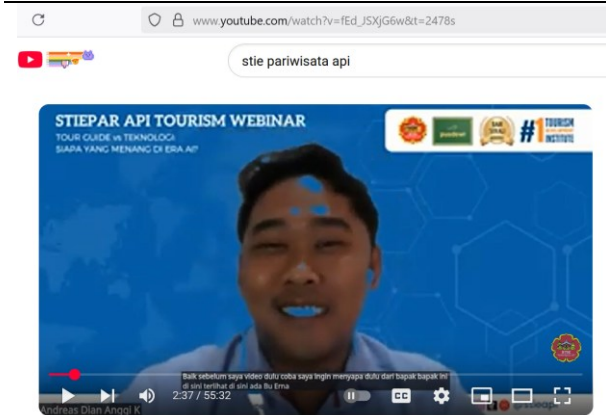 www.youtube.com/watch?v=fEd_JSXjG6w&t=2478s
stie pariwisata api
STIEPAR API TOURISM WEBINAR
TOUR GUIDE vs TEKNOLOGI
SIAPA YANG MENANG DI ERA AI?
#1 TOURISM
INSTITUTE
Baik sebelum saya video dulu coba saya ingin menyapa dulu dari bapak bapak ini
di sini terlihat di sini ada Bu Erna
2:37 / 55:32
CC
Andreas Dian Anggi K